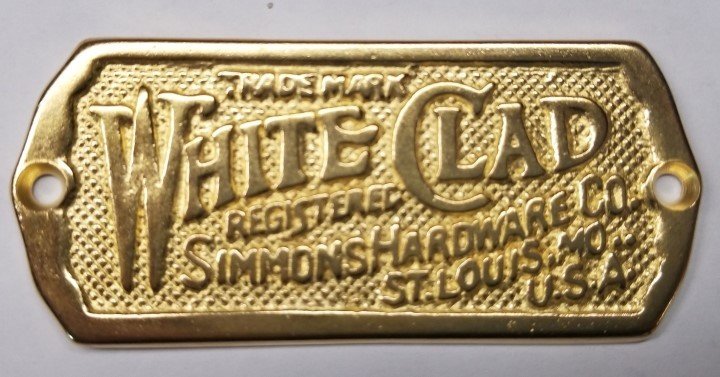 TRADE MARK
WHITE CLAD
REGISTERED
SIMMONS HARDWARE CO.
ST. LOUIS, MO.,
U.S.A.